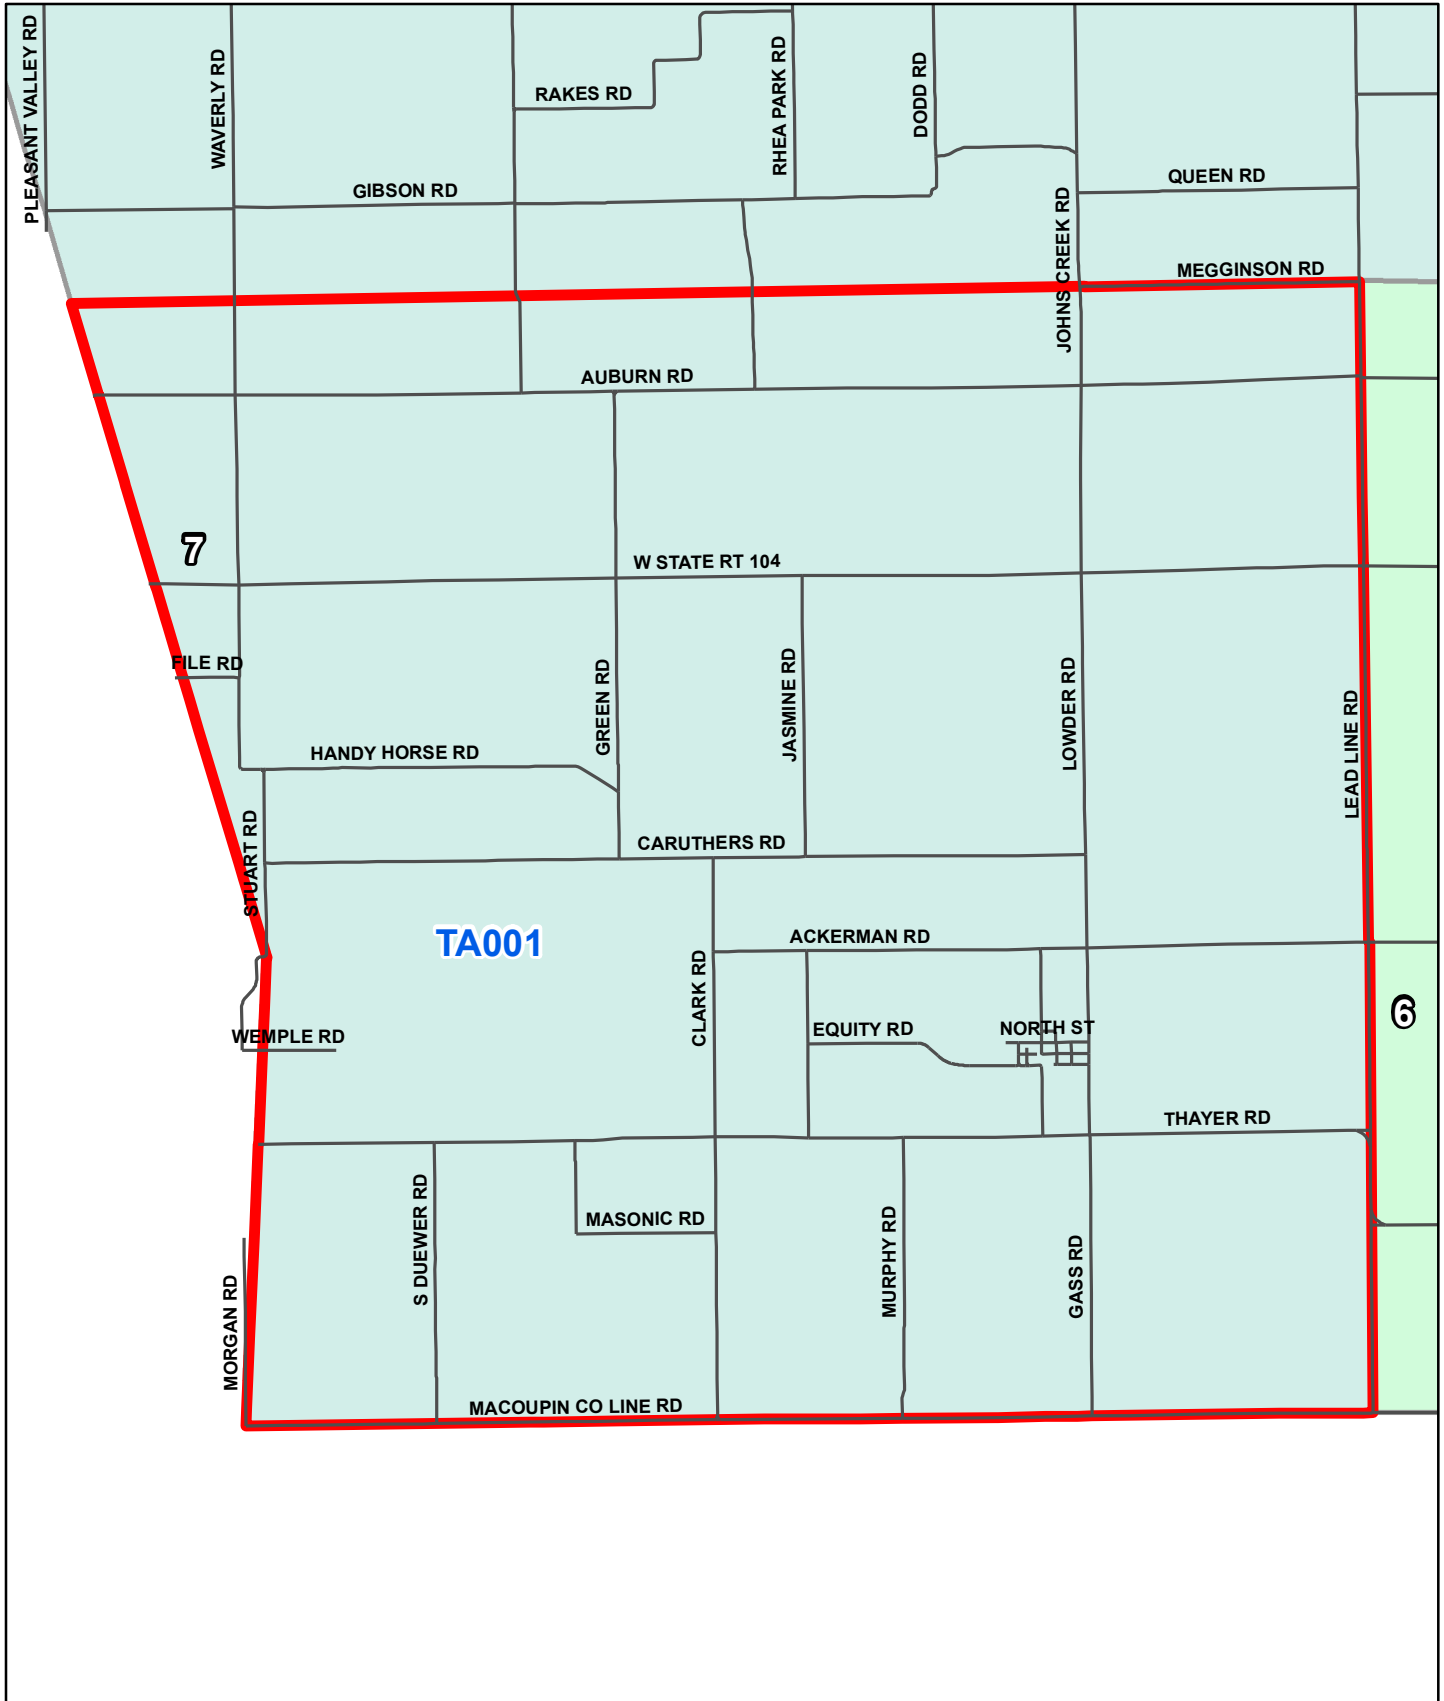 PLEASANT VALLEY RD
WAVERLY RD
RAKES RD
RHEA PARK RD
DODD RD
GIBSON RD
QUEEN RD
JOHNS CREEK RD
MEGGINSON RD
AUBURN RD
7
W STATE RT 104
FILE RD
GREEN RD
JASMINE RD
LOWDER RD
LEAD LINE RD
HANDY HORSE RD
STUART RD
CARUTHERS RD
TA001
ACKERMAN RD
CLARK RD
6
WEMPLE RD
EQUITY RD
NORTH ST
THAYER RD
S DUEWER RD
MASONIC RD
MURPHY RD
GASS RD
MORGAN RD
MACOUPIN CO LINE RD